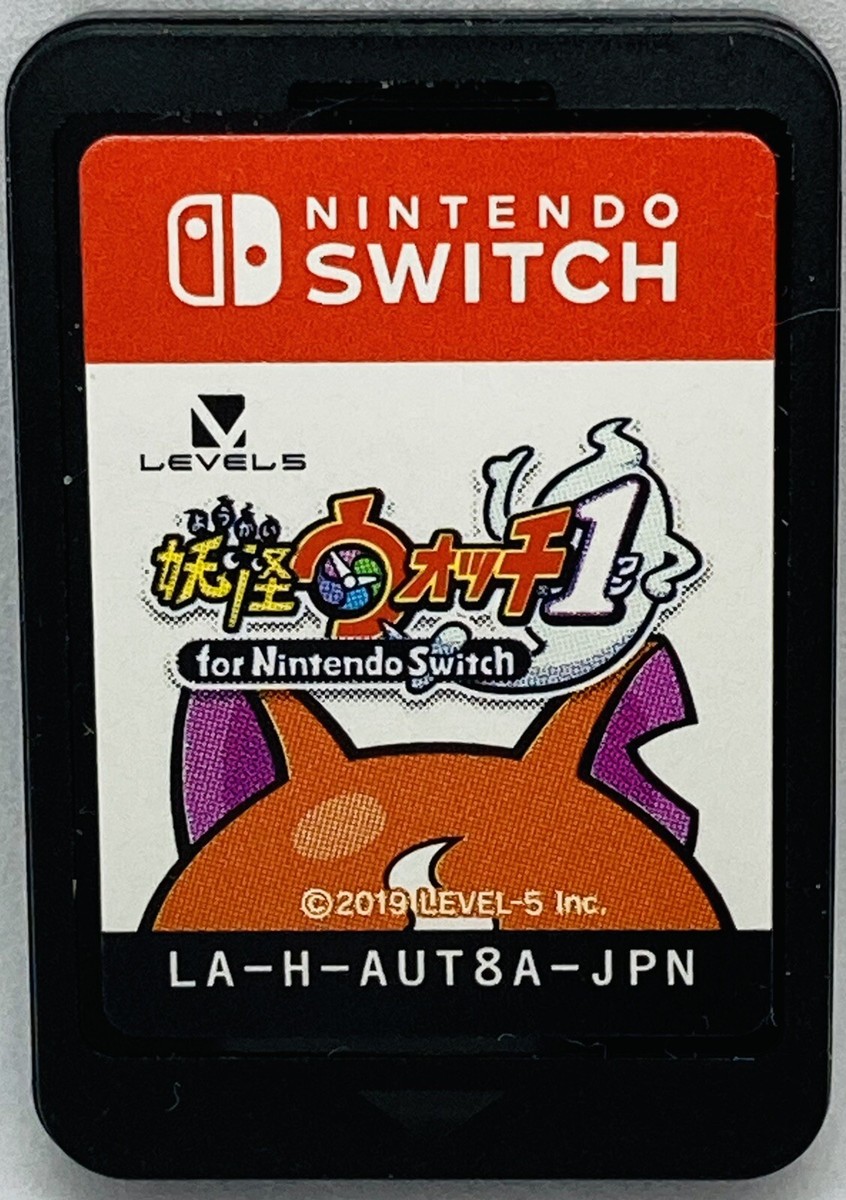 NINTENDO
SWITCH
LEVEL5
ようかい
妖怪ウォッチ1
for Nintendo Switch
©2019 LEVEL-5 Inc.
LA-H-AUT8A-JPN